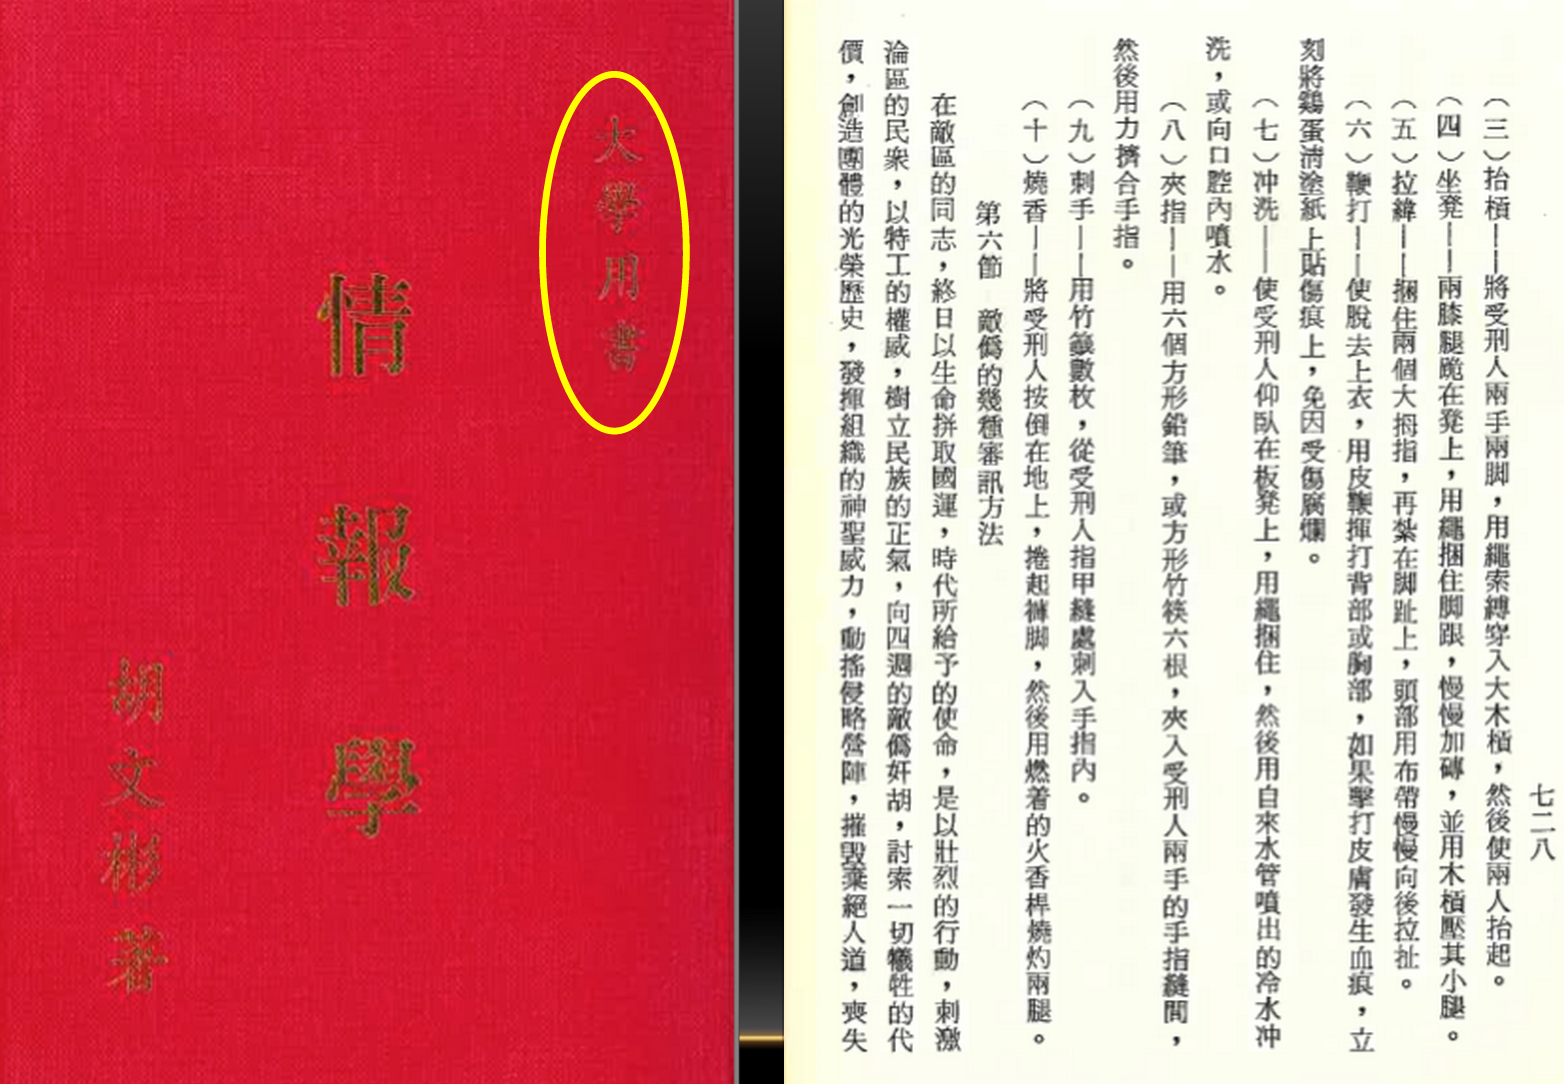 大學用書
情報學
胡文彬著
七二八
（三）抬槓——將受刑人兩手兩脚，用繩索縛穿入大木槓，然後使兩人抬起。
（四）坐凳——兩膝腿跪在凳上，用繩捆住脚跟，慢慢加磚，並用木槓壓其小腿。
（五）拉緯——捆住兩個大拇指，再紮在脚趾上，頭部用布帶慢慢向後拉扯。
（六）鞭打——使脫去上衣，用皮鞭揮打背部或胸部，如果擊打皮膚發生血痕，立
刻將鷄蛋淸塗紙上貼傷痕上，免因受傷腐爛。
（七）冲洗——使受刑人仰臥在板凳上，用繩捆住，然後用自來水管噴出的冷水冲
洗，或向口腔內噴水。
（八）夾指——用六個方形鉛筆，或方形竹筷六根，夾入受刑人兩手的手指縫間，
然後用力擠合手指。
（九）刺手——用竹籤數枚，從受刑人指甲縫處刺入手指內。
（十）燒香——將受刑人按倒在地上，捲起褲脚，然後用燃着的火香桿燒灼兩腿。
第六節　敵僞的幾種審訊方法
在敵區的同志，終日以生命拼取國運，時代所給予的使命，是以壯烈的行動，刺激
淪區的民衆，以特工的權威，樹立民族的正氣，向四週的敵僞奸胡，討索一切犧牲的代
價，創造團體的光榮歷史，發揮組織的神聖威力，動搖侵略營陣，摧毀棄絕人道，喪失